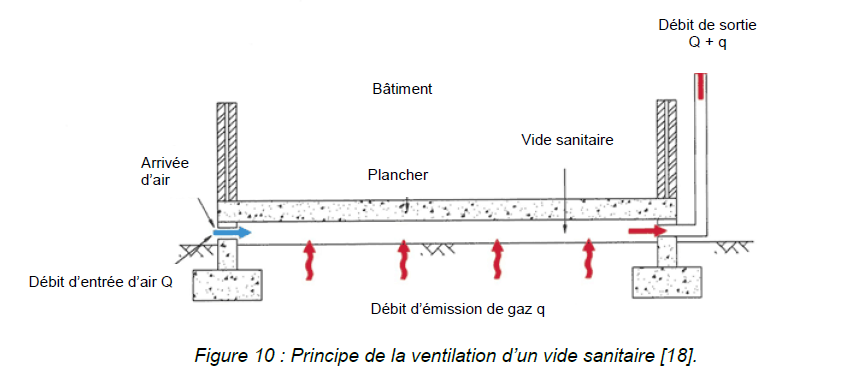 Débit de sortie
Q + q
Bâtiment
Vide sanitaire
Arrivée
d'air
Plancher
Débit d'entrée d'air Q
Débit d'émission de gaz q
Figure 10 : Principe de la ventilation d'un vide sanitaire [18].